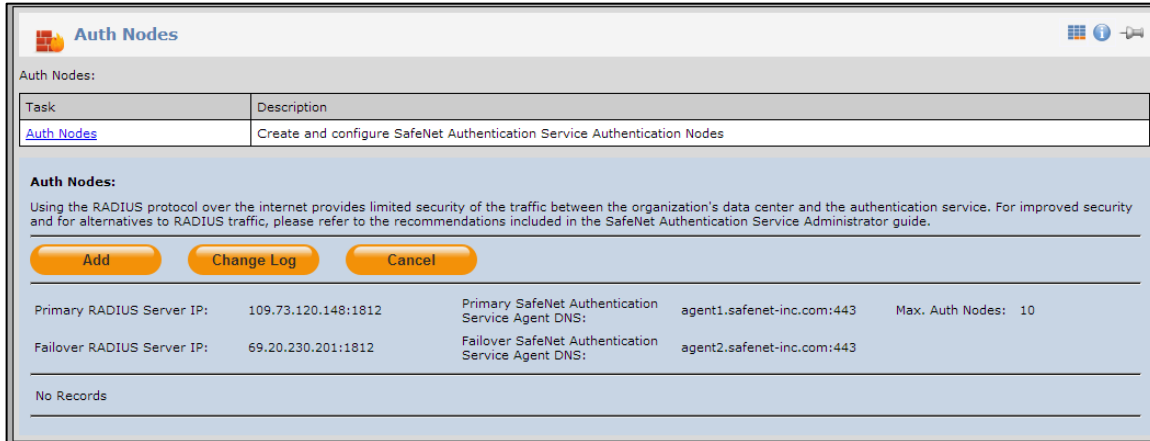 Auth Nodes
Auth Nodes:
Task Description
Auth Nodes Create and configure SafeNet Authentication Service Authentication Nodes
Auth Nodes:
Using the RADIUS protocol over the internet provides limited security of the traffic between the organization's data center and the authentication service. For improved security
and for alternatives to RADIUS traffic, please refer to the recommendations included in the SafeNet Authentication Service Administrator guide.
Add Change Log Cancel
Primary RADIUS Server IP: 109.73.120.148:1812 Primary SafeNet Authentication Service Agent DNS: agent1.safenet-inc.com:443 Max. Auth Nodes: 10
Failover RADIUS Server IP: 69.20.230.201:1812 Failover SafeNet Authentication Service Agent DNS: agent2.safenet-inc.com:443
No Records